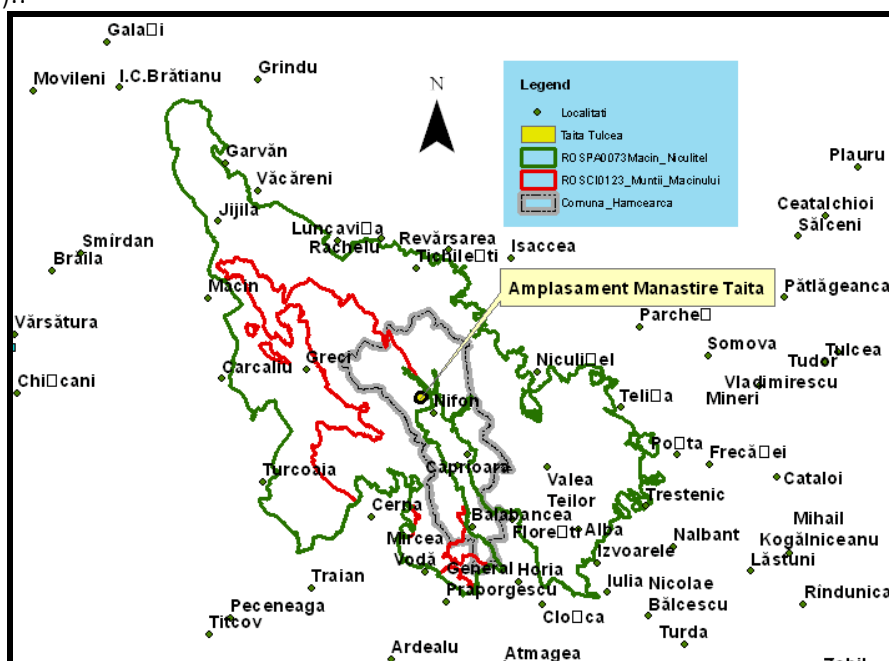 Gala□i
Movileni
I.C.Brătianu
Grindu
N
Legend
Localitati
Taita Tulcea
ROSPA0073Macin_Niculitel
ROSCI0123_Muntii_Macinului
Comuna_Hamcearca
Garvăn
Văcăreni
Plauru
Jijila
Ceatalchioi
Sălceni
Luncavi□a
Rachelu
Revărsarea
Tichile□ti
Isaccea
Smîrdan
Brăila
Măcin
Amplasament Manastire Taita
Pătlăgeanca
Parche□
Vărsătura
Greci
Carcaliu
Chi□cani
Niculi□el
Somova
Tudor
Vladimirescu
Tulcea
Mineri
Teli□a
Nifon
Po□ta
Frecă□ei
Turcoaia
Căprioara
Valea
Teilor
Cataloi
Trestenic
Cerna
Balabancea
Flore□ti
Alba
Mihail
Kogălniceanu
Mircea
Vodă
Nalbant
Izvoarele
Lăstuni
General
Praporgescu
Horia
Traian
Iulia
Nicolae
Bălcescu
Rîndunica
Peceneaga
Titcov
Clo□ca
Turda
Ardealu
Atmagea